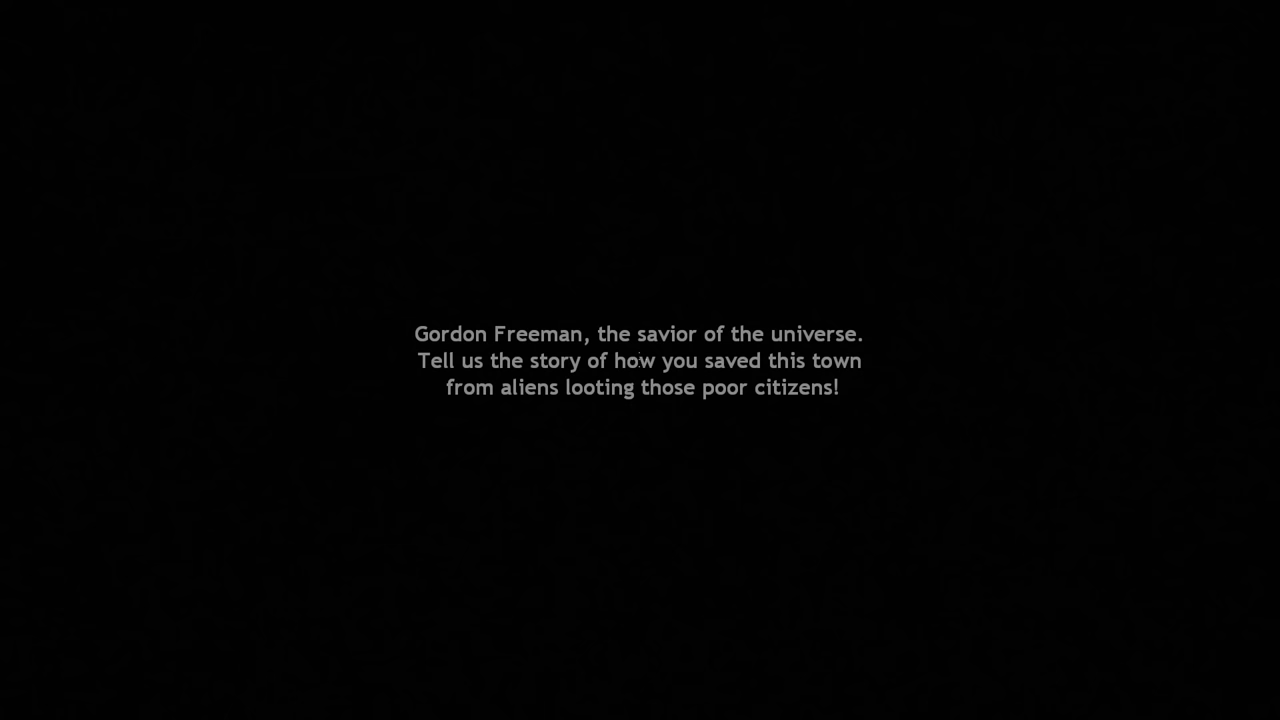 Gordon Freeman, the savior of the universe.
Tell us the story of how you saved this town
from aliens looting those poor citizens!